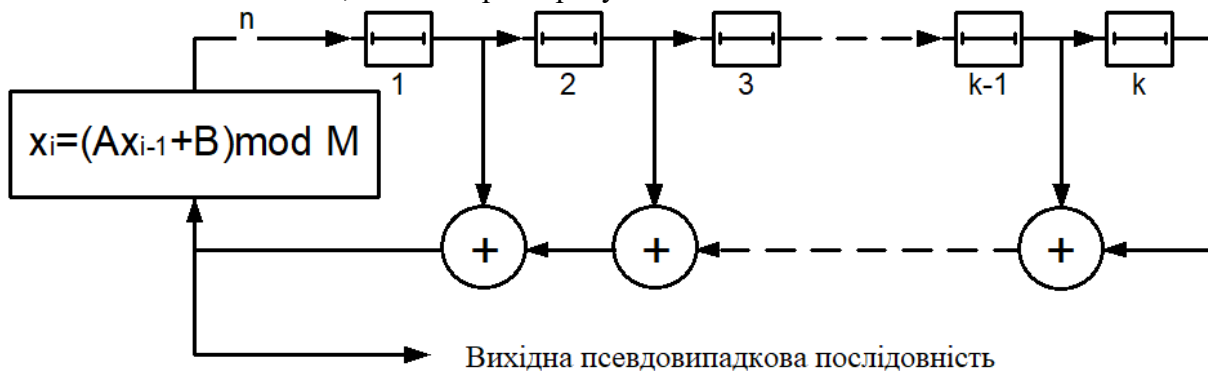 n
1
2
3
k-1
k
xi=(Axi-1+B)mod M
+
+
+
Вихідна псевдовипадкова послідовність